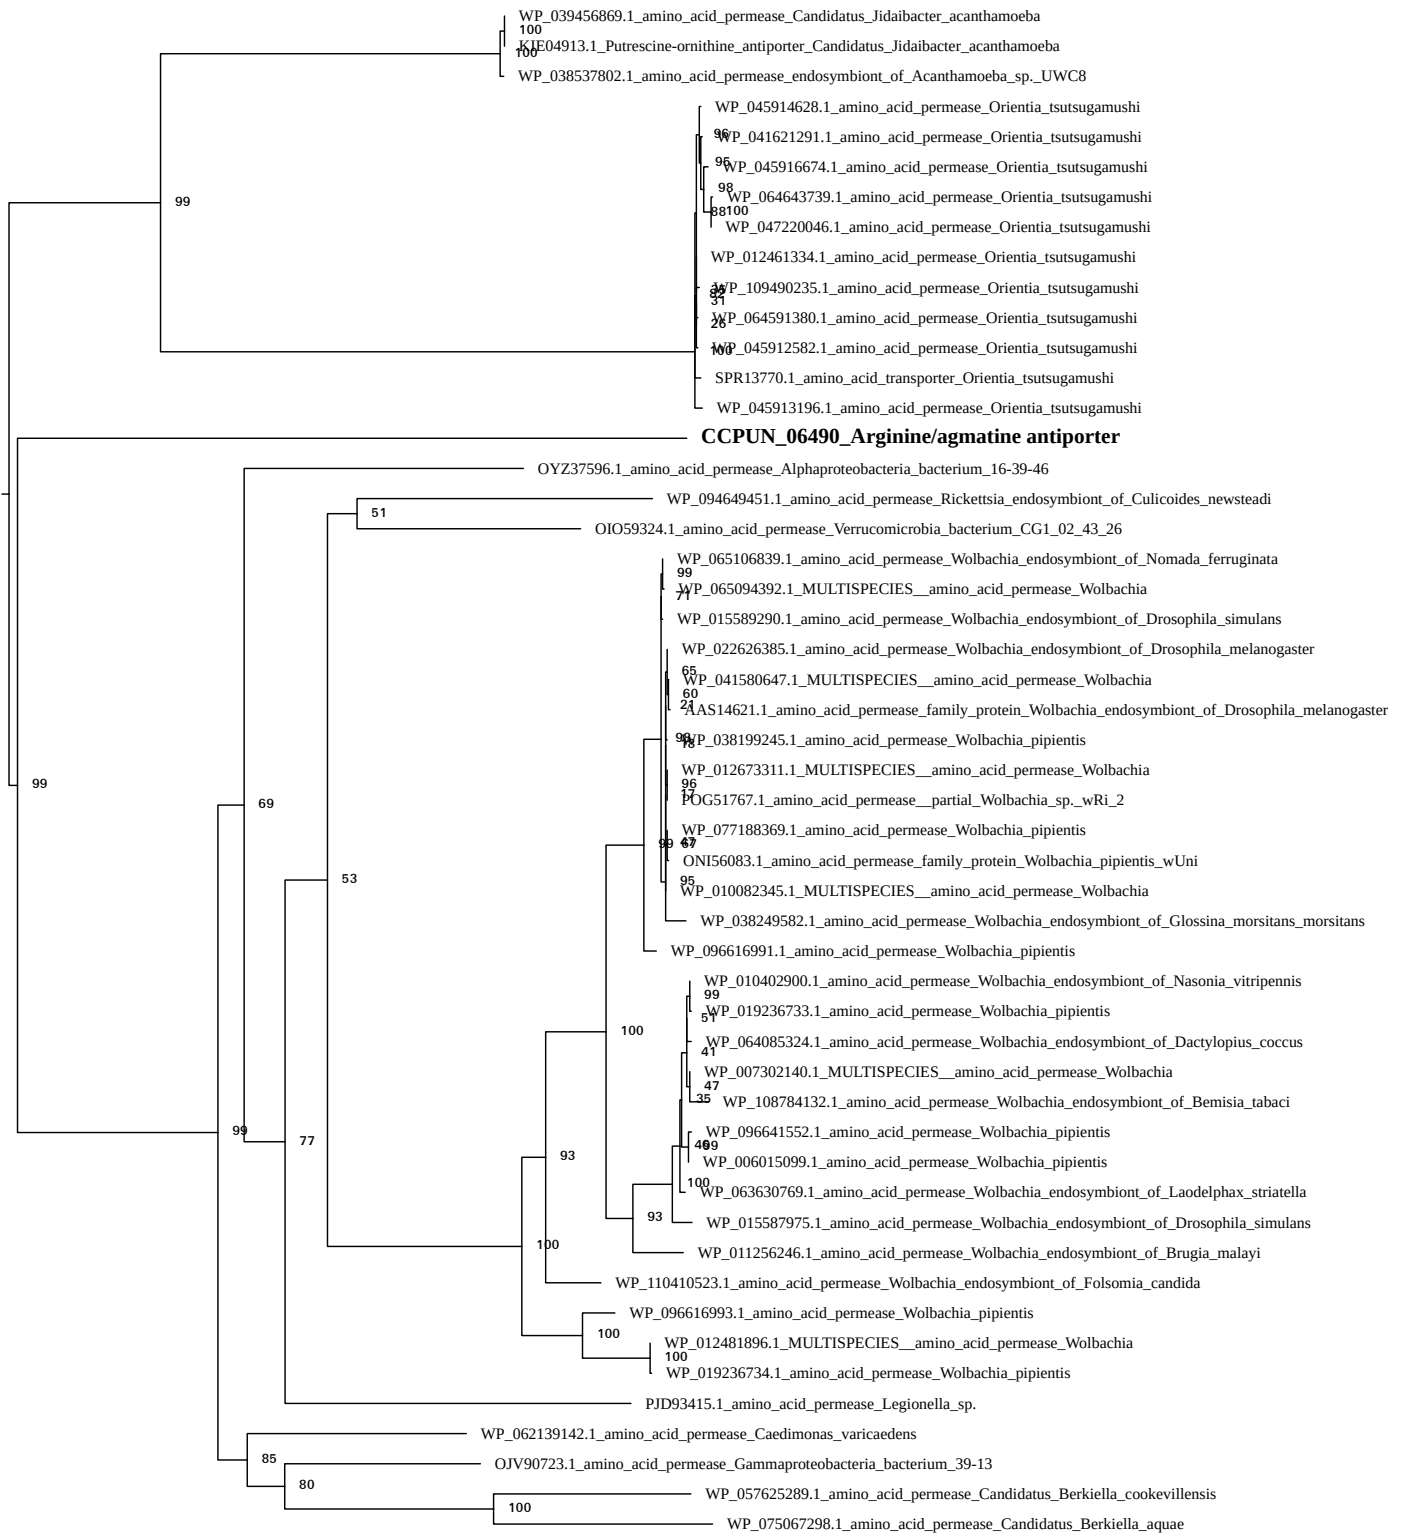 WP_039456869.1_amino_acid_permease_Candidatus_Jidaibacter_acanthamoeba
100
KIE04913.1_Putrescine-ornithine_antiporter_Candidatus_Jidaibacter_acanthamoeba
100
WP_038537802.1_amino_acid_permease_endosymbiont_of_Acanthamoeba_sp._UWC8
WP_045914628.1_amino_acid_permease_Orientia_tsutsugamushi
96
WP_041621291.1_amino_acid_permease_Orientia_tsutsugamushi
95
WP_045916674.1_amino_acid_permease_Orientia_tsutsugamushi
98
WP_064643739.1_amino_acid_permease_Orientia_tsutsugamushi
99
88 100
WP_047220046.1_amino_acid_permease_Orientia_tsutsugamushi
WP_012461334.1_amino_acid_permease_Orientia_tsutsugamushi
WP_109490235.1_amino_acid_permease_Orientia_tsutsugamushi
31
WP_064591380.1_amino_acid_permease_Orientia_tsutsugamushi
26
WP_045912582.1_amino_acid_permease_Orientia_tsutsugamushi
100
SPR13770.1_amino_acid_transporter_Orientia_tsutsugamushi
WP_045913196.1_amino_acid_permease_Orientia_tsutsugamushi
CCPUN_06490_Arginine/agmatine antiporter
OYZ37596.1_amino_acid_permease_Alphaproteobacteria_bacterium_16-39-46
WP_094649451.1_amino_acid_permease_Rickettsia_endosymbiont_of_Culicoides_newsteadi
51
OIO59324.1_amino_acid_permease_Verrucomicrobia_bacterium_CG1_02_43_26
WP_065106839.1_amino_acid_permease_Wolbachia_endosymbiont_of_Nomada_ferruginata
99
WP_065094392.1_MULTISPECIES__amino_acid_permease_Wolbachia
71
WP_015589290.1_amino_acid_permease_Wolbachia_endosymbiont_of_Drosophila_simulans
WP_022626385.1_amino_acid_permease_Wolbachia_endosymbiont_of_Drosophila_melanogaster
65
WP_041580647.1_MULTISPECIES__amino_acid_permease_Wolbachia
60
21
AAS14621.1_amino_acid_permease_family_protein_Wolbachia_endosymbiont_of_Drosophila_melanogaster
WP_038199245.1_amino_acid_permease_Wolbachia_pipientis
WP_012673311.1_MULTISPECIES__amino_acid_permease_Wolbachia
99
96
17
POG51767.1_amino_acid_permease__partial_Wolbachia_sp._wRi_2
69
WP_077188369.1_amino_acid_permease_Wolbachia_pipientis
99 67
ONI56083.1_amino_acid_permease_family_protein_Wolbachia_pipientis_wUni
53
95
WP_010082345.1_MULTISPECIES__amino_acid_permease_Wolbachia
WP_038249582.1_amino_acid_permease_Wolbachia_endosymbiont_of_Glossina_morsitans_morsitans
WP_096616991.1_amino_acid_permease_Wolbachia_pipientis
WP_010402900.1_amino_acid_permease_Wolbachia_endosymbiont_of_Nasonia_vitripennis
99
WP_019236733.1_amino_acid_permease_Wolbachia_pipientis
51
100
WP_064085324.1_amino_acid_permease_Wolbachia_endosymbiont_of_Dactylopius_coccus
41
WP_007302140.1_MULTISPECIES__amino_acid_permease_Wolbachia
47
35
WP_108784132.1_amino_acid_permease_Wolbachia_endosymbiont_of_Bemisia_tabaci
99
WP_096641552.1_amino_acid_permease_Wolbachia_pipientis
77
93
WP_006015099.1_amino_acid_permease_Wolbachia_pipientis
100
WP_063630769.1_amino_acid_permease_Wolbachia_endosymbiont_of_Laodelphax_striatella
93
WP_015587975.1_amino_acid_permease_Wolbachia_endosymbiont_of_Drosophila_simulans
100
WP_011256246.1_amino_acid_permease_Wolbachia_endosymbiont_of_Brugia_malayi
WP_110410523.1_amino_acid_permease_Wolbachia_endosymbiont_of_Folsomia_candida
WP_096616993.1_amino_acid_permease_Wolbachia_pipientis
100
WP_012481896.1_MULTISPECIES__amino_acid_permease_Wolbachia
100
WP_019236734.1_amino_acid_permease_Wolbachia_pipientis
PJD93415.1_amino_acid_permease_Legionella_sp.
WP_062139142.1_amino_acid_permease_Caedimonas_varicaedens
85
OJV90723.1_amino_acid_permease_Gammaproteobacteria_bacterium_39-13
80
WP_057625289.1_amino_acid_permease_Candidatus_Berkiella_cookevillensis
100
WP_075067298.1_amino_acid_permease_Candidatus_Berkiella_aquae